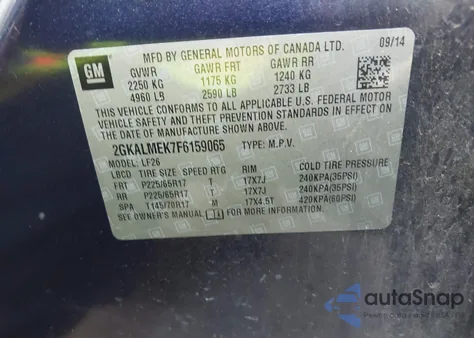 GM
MFD BY GENERAL MOTORS OF CANADA LTD. 09/14
GVWR GAWR FRT GAWR RR
2250 KG 1175 KG 1240 KG
4960 LB 2590 LB 2733 LB
THIS VEHICLE CONFORMS TO ALL APPLICABLE U.S. FEDERAL MOTOR
VEHICLE SAFETY AND THEFT PREVENTION STANDARDS IN
EFFECT ON THE DATE OF MANUFACTURE SHOWN ABOVE.
2GKALMEK7F6159065 TYPE: M.P.V.
MODEL: LF26
LBCD TIRE SIZE SPEED RTG RIM COLD TIRE PRESSURE
FRT P225/65R17 T 17X7J 240KPA(35PSI)
RR P225/65R17 T 17X7J 240KPA(35PSI)
SPA T145/70R17 M 17X4.5T 420KPA(60PSI)
SEE OWNER'S MANUAL FOR MORE INFORMATION.
autoSnap